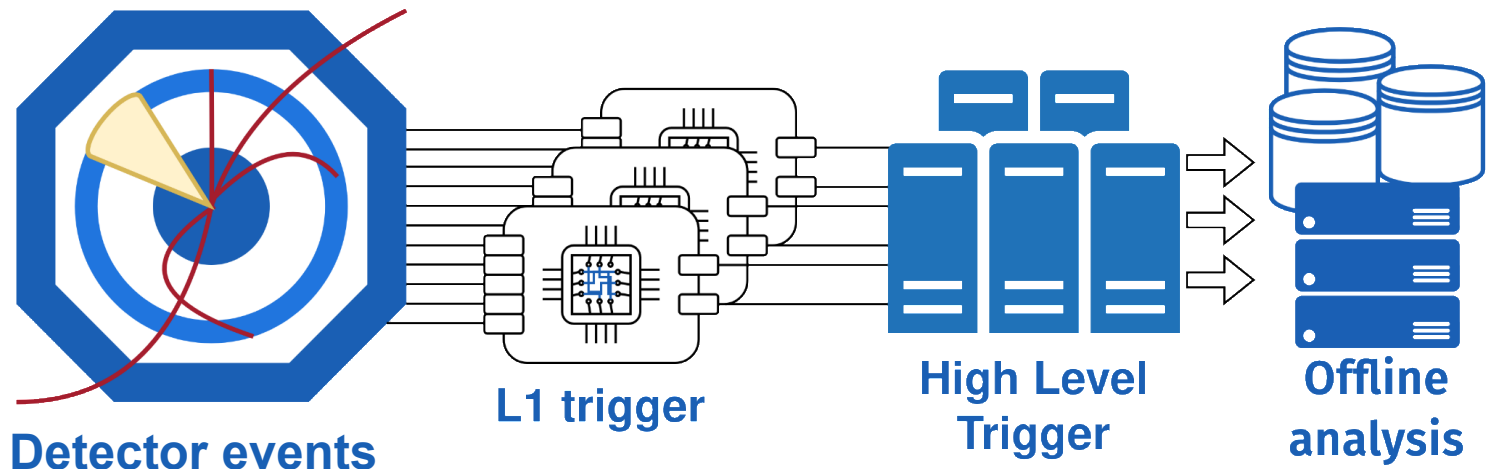 Detector events
L1 trigger
High Level
Trigger
Offline
analysis